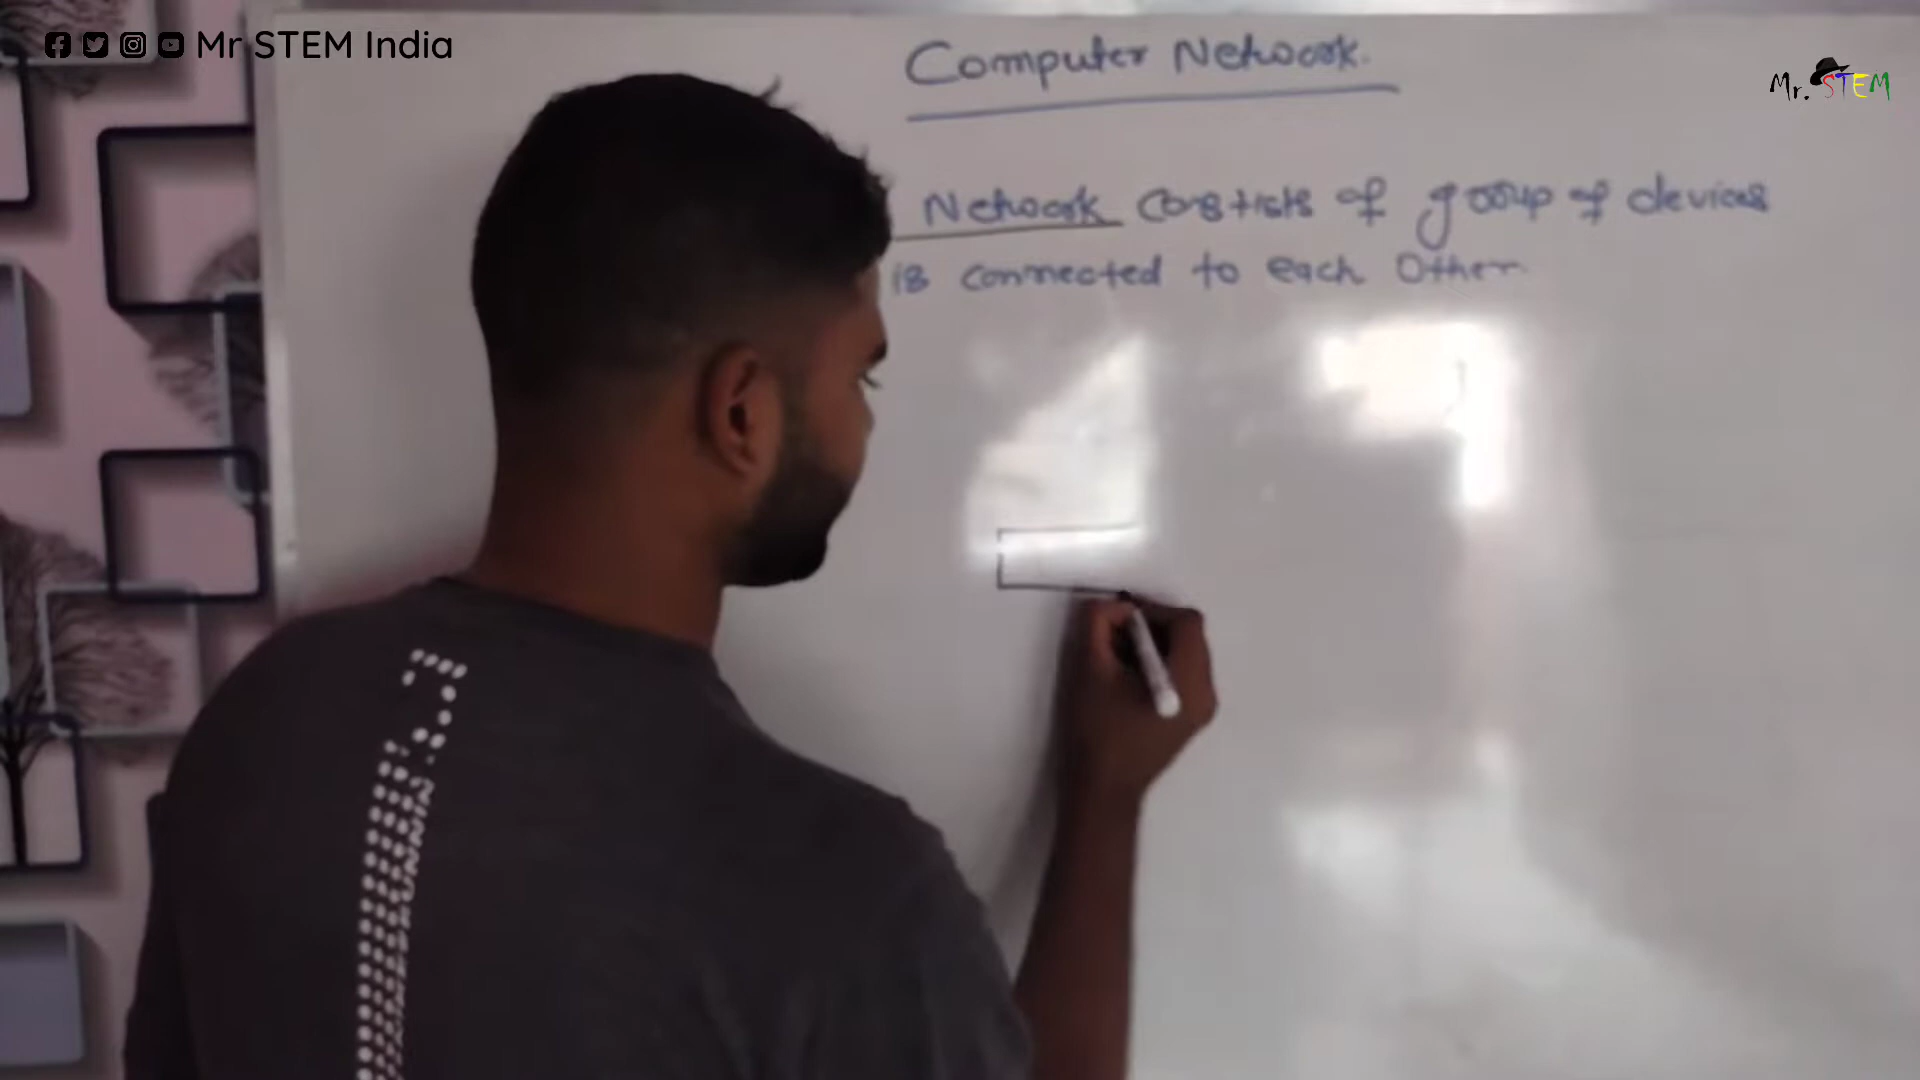 Mr STEM India
Mr. STEM
Computer Network.
Network Consists of group of devices
is connected to each Other.